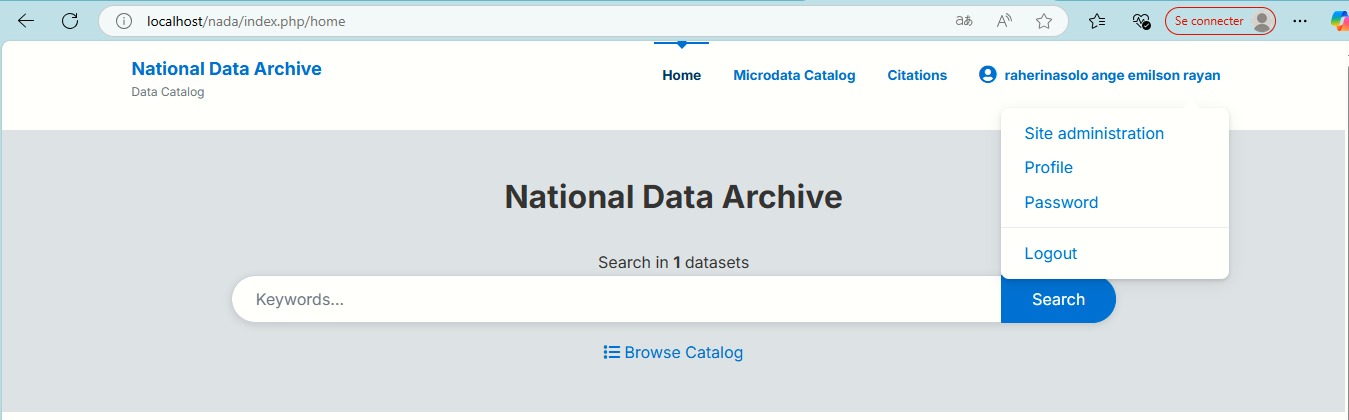 localhost/nada/index.php/home
Se connecter
National Data Archive
Data Catalog
Home
Microdata Catalog
Citations
raherinasolo ange emilson rayan
Site administration
Profile
Password
Logout
National Data Archive
Search in 1 datasets
Keywords...
Search
Browse Catalog